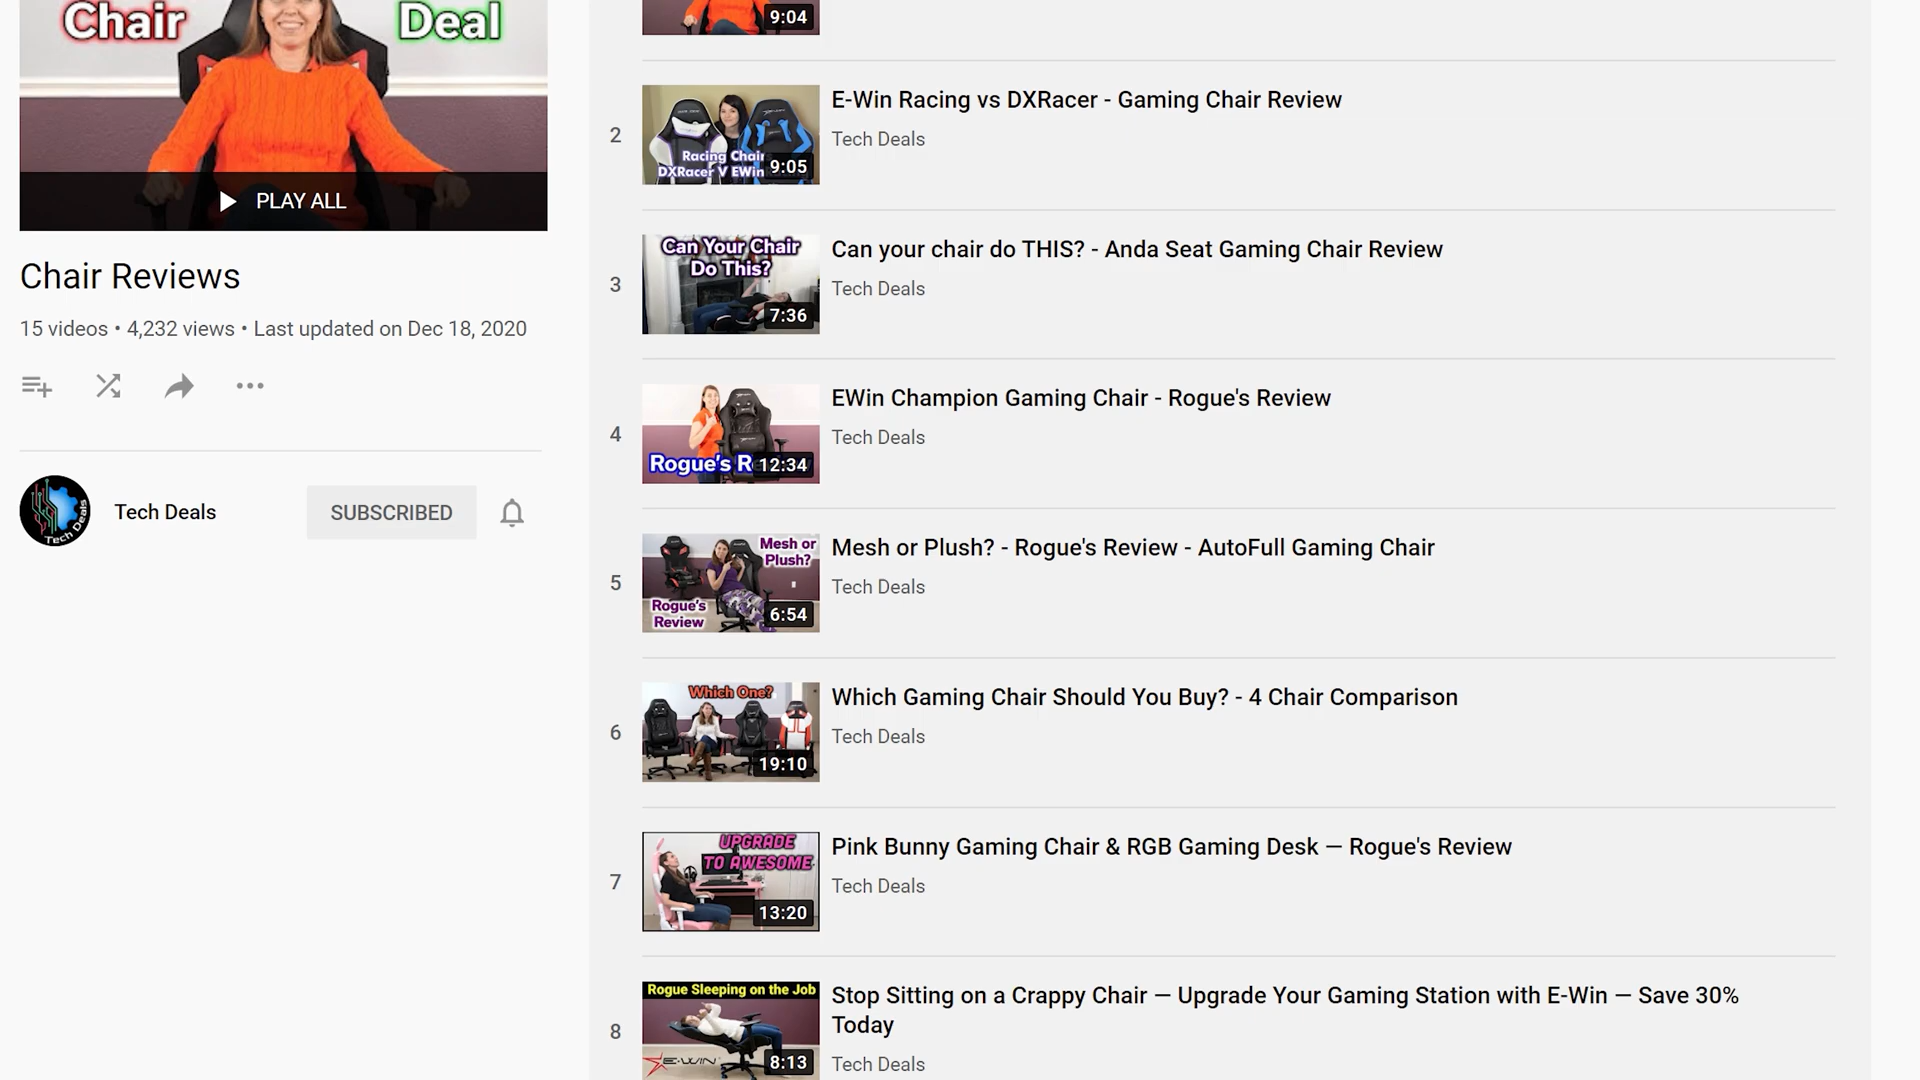 Chair Deal
PLAY ALL
Chair Reviews
15 videos • 4,232 views • Last updated on Dec 18, 2020
Tech Deals
Tech Deals
SUBSCRIBED
9:04
2
Racing Chair
DXRacer V EWin
9:05
E-Win Racing vs DXRacer - Gaming Chair Review
Tech Deals
3
Can Your Chair
Do This?
7:36
Can your chair do THIS? - Anda Seat Gaming Chair Review
Tech Deals
4
Rogue's R
12:34
EWin Champion Gaming Chair - Rogue's Review
Tech Deals
5
Mesh or
Plush?
Rogue's
Review
6:54
Mesh or Plush? - Rogue's Review - AutoFull Gaming Chair
Tech Deals
6
Which One?
19:10
Which Gaming Chair Should You Buy? - 4 Chair Comparison
Tech Deals
7
UPGRADE
TO AWESOME
13:20
Pink Bunny Gaming Chair & RGB Gaming Desk — Rogue's Review
Tech Deals
8
Rogue Sleeping on the Job
E-WIN
8:13
Stop Sitting on a Crappy Chair — Upgrade Your Gaming Station with E-Win — Save 30%
Today
Tech Deals